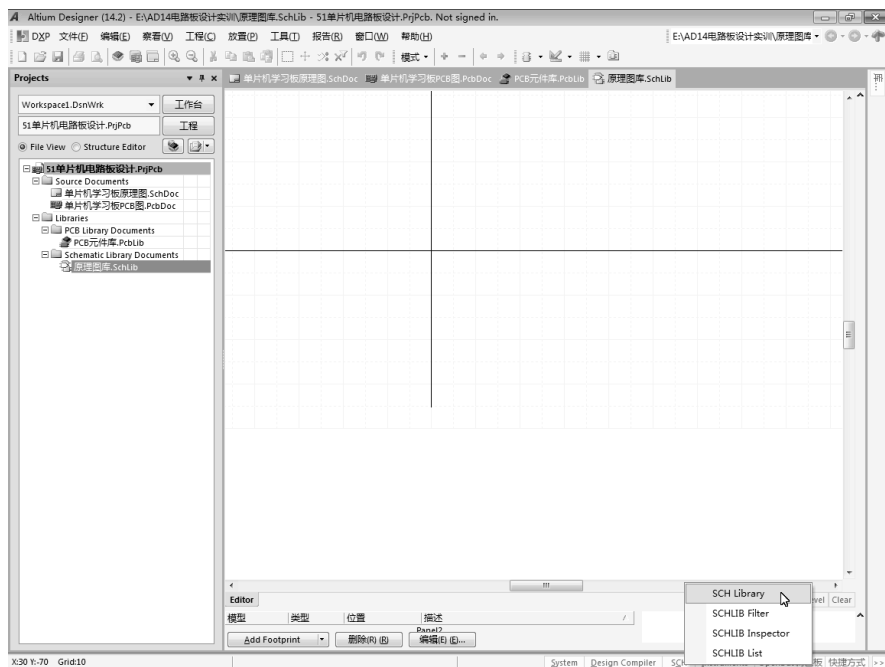 Altium Designer (14.2) - E:\AD14电路板设计实训\原理图库.SchLib - 51单片机电路板设计.PrjPcb. Not signed in.
DXP 文件(F) 编辑(E) 察看(V) 工程(C) 放置(P) 工具(T) 报告(R) 窗口(W) 帮助(H) E:\AD14电路板设计实训\原理图库
模式
Projects
单片机学习板原理图.SchDoc 单片机学习板PCB图.PcbDoc PCB元件库.PcbLib 原理图库.SchLib
Workspace1.DsnWrk 工作台
51单片机电路板设计.PrjPcb 工程
File View Structure Editor
51单片机电路板设计.PrjPcb
Source Documents
单片机学习板原理图.SchDoc
单片机学习板PCB图.PcbDoc
Libraries
PCB Library Documents
PCB元件库.PcbLib
Schematic Library Documents
原理图库.SchLib
Editor
模型 类型 位置 描述
Panel2
Add Footprint 删除(R) (R) 编辑(E) (E)...
SCH Library
SCHLIB Filter
SCHLIB Inspector
SCHLIB List
Clear
X:30 Y:-70 Grid:10
System Design Compiler 快捷方式 >>